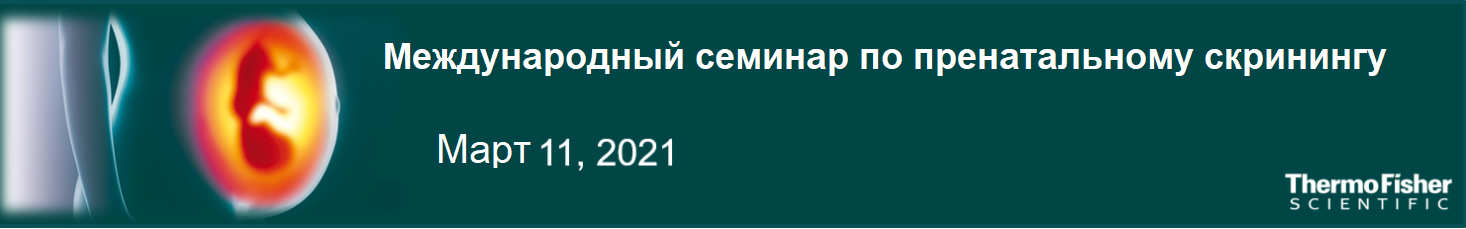 Международный семинар по пренатальному скринингу
Март 11, 2021
ThermoFisher
SCIENTIFIC